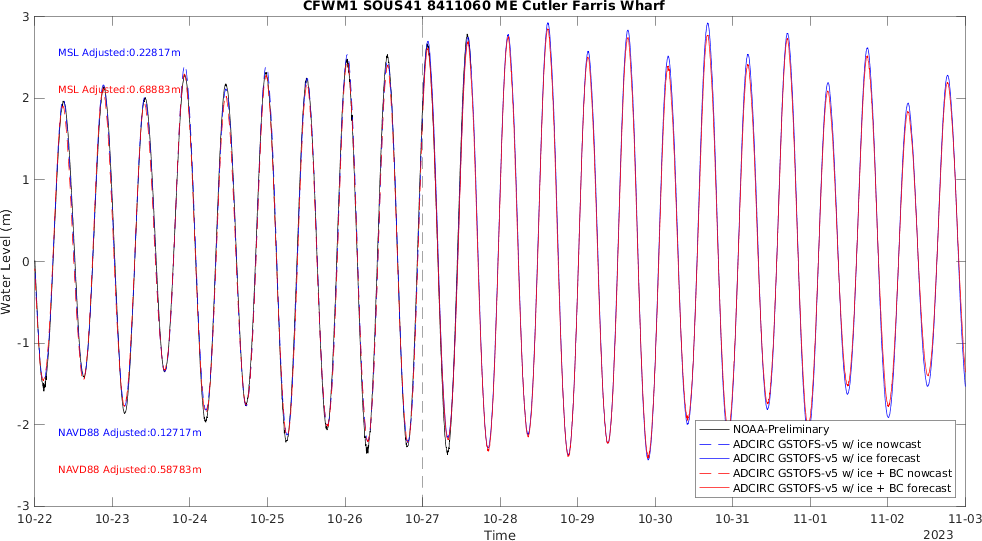 CFWM1 SOUS41 8411060 ME Cutler Farris Wharf
3
2
1
0
-1
-2
-3
Water Level (m)
MSL Adjusted:0.22817m
MSL Adjusted:0.68883m
NAVD88 Adjusted:0.12717m
NAVD88 Adjusted:0.58783m
NOAA-Preliminary
ADCIRC GSTOFS-v5 w/ ice nowcast
ADCIRC GSTOFS-v5 w/ ice forecast
ADCIRC GSTOFS-v5 w/ ice + BC nowcast
ADCIRC GSTOFS-v5 w/ ice + BC forecast
10-22 10-23 10-24 10-25 10-26 10-27 10-28 10-29 10-30 10-31 11-01 11-02 11-03
Time
2023